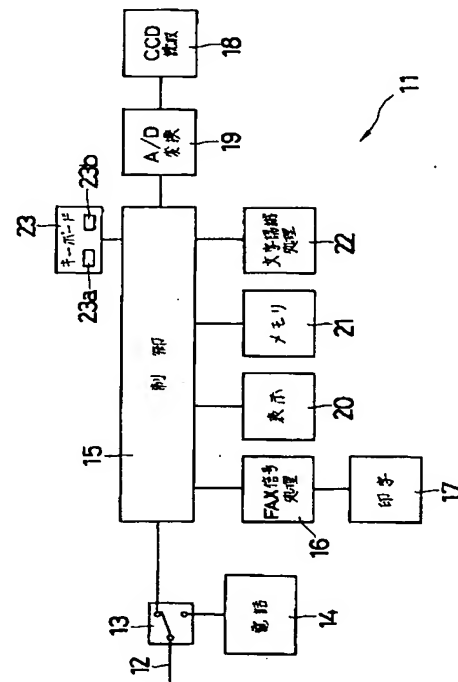 11
CCD
読取
18
A/D
変換
19
23
キーボード
23a
23b
制御
15
文字認識
処理
22
メモリ
21
表示
20
FAX信号
処理
16
印字
17
13
12
電話
14